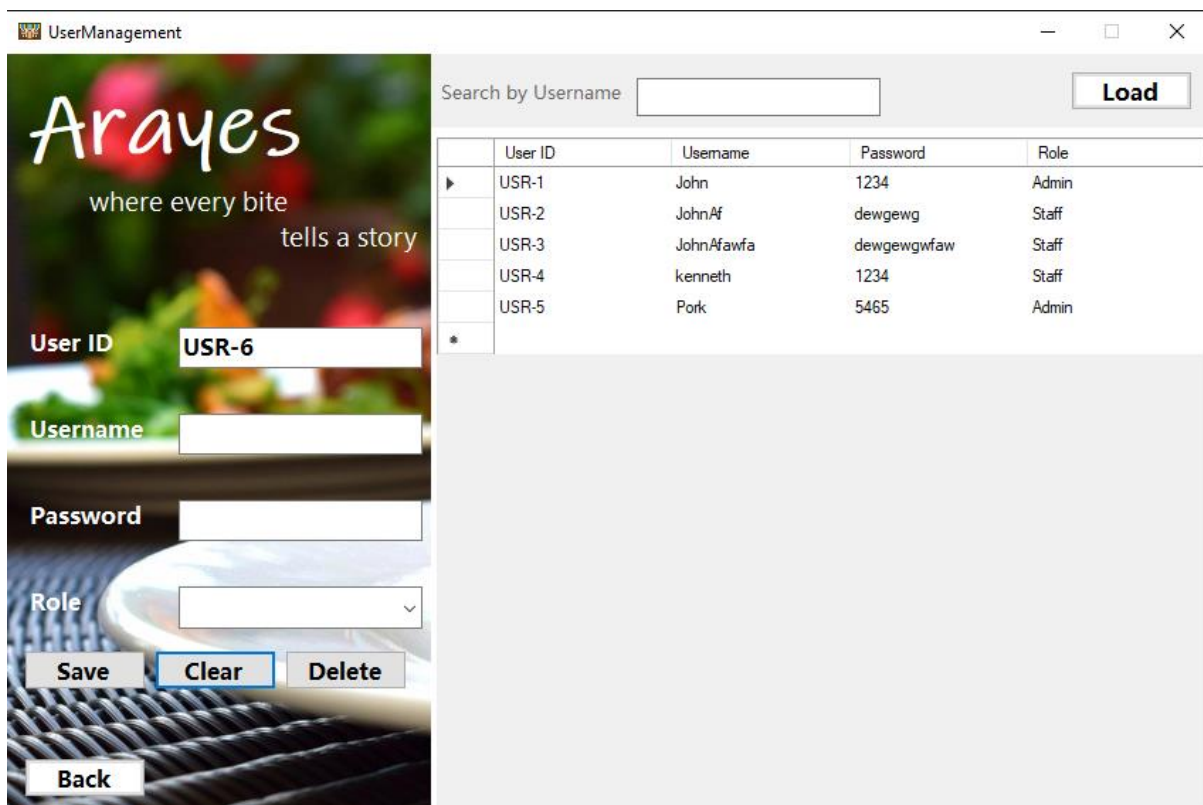 UserManagement
Arayes
where every bite
tells a story
User ID
USR-6
Username
Password
Role
Save Clear Delete
Back
Search by Username
Load
User ID Username Password Role
USR-1 John 1234 Admin
USR-2 JohnAf dewgewg Staff
USR-3 JohnAfawfa dewgewgwfaw Staff
USR-4 kenneth 1234 Staff
USR-5 Pork 5465 Admin